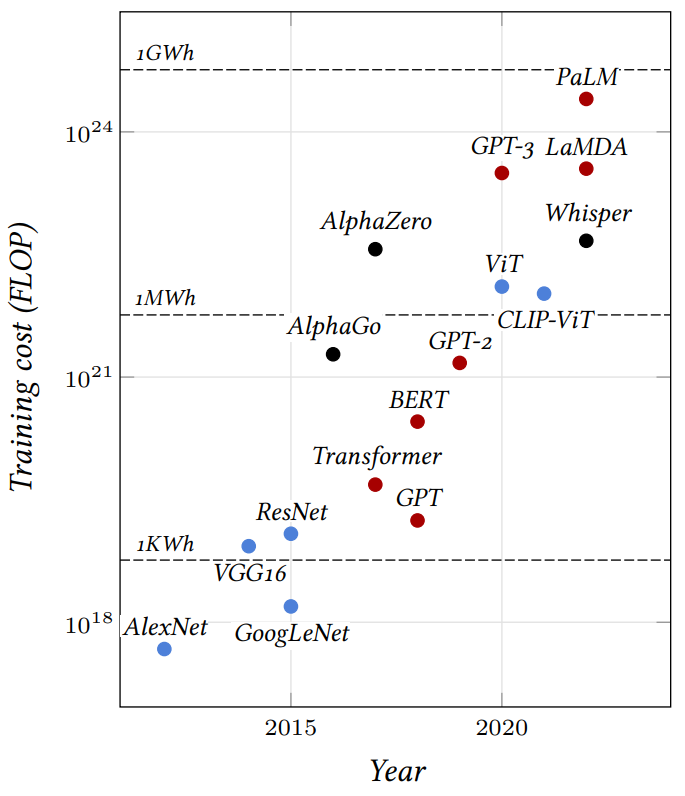 1GWh
PaLM
10^24
GPT-3 LaMDA
AlphaZero
Whisper
ViT
1MWh
CLIP-ViT
AlphaGo
GPT-2
10^21
BERT
Transformer
GPT
ResNet
1KWh
VGG16
10^18
AlexNet
GoogLeNet
2015
2020
Year
Training cost (FLOP)